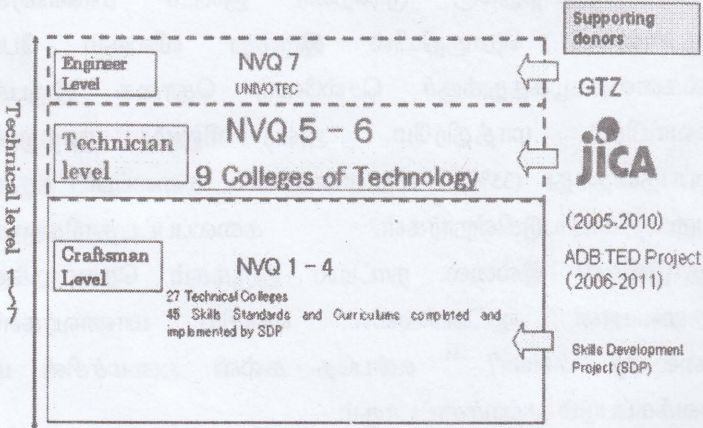 Supporting
donors
Engineer
Level
NVQ 7
UNIVOTEC
GTZ
Technician
level
NVQ 5 6
9 Colleges of Technology
JICA
(2005-2010)
Technical level
Craftsman
Level
NVQ 1-4
27 Technical Colleges
45 Skills Standards and Curriculums completed and
implemented by SDP
ADB:TED Project
(2006-2011)
Skills Development
Project (SDP)